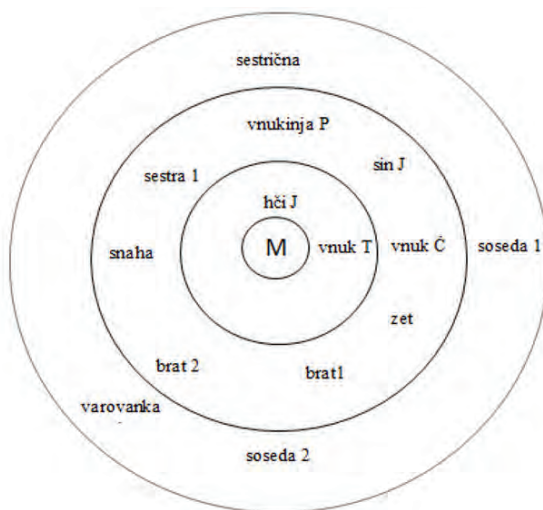 sestrična
vnukinja P
sin J
sestra 1
hči J
M
vnuk T
vnuk Č
soseda 1
snaha
zet
brat 2
brat1
varovanka
soseda 2